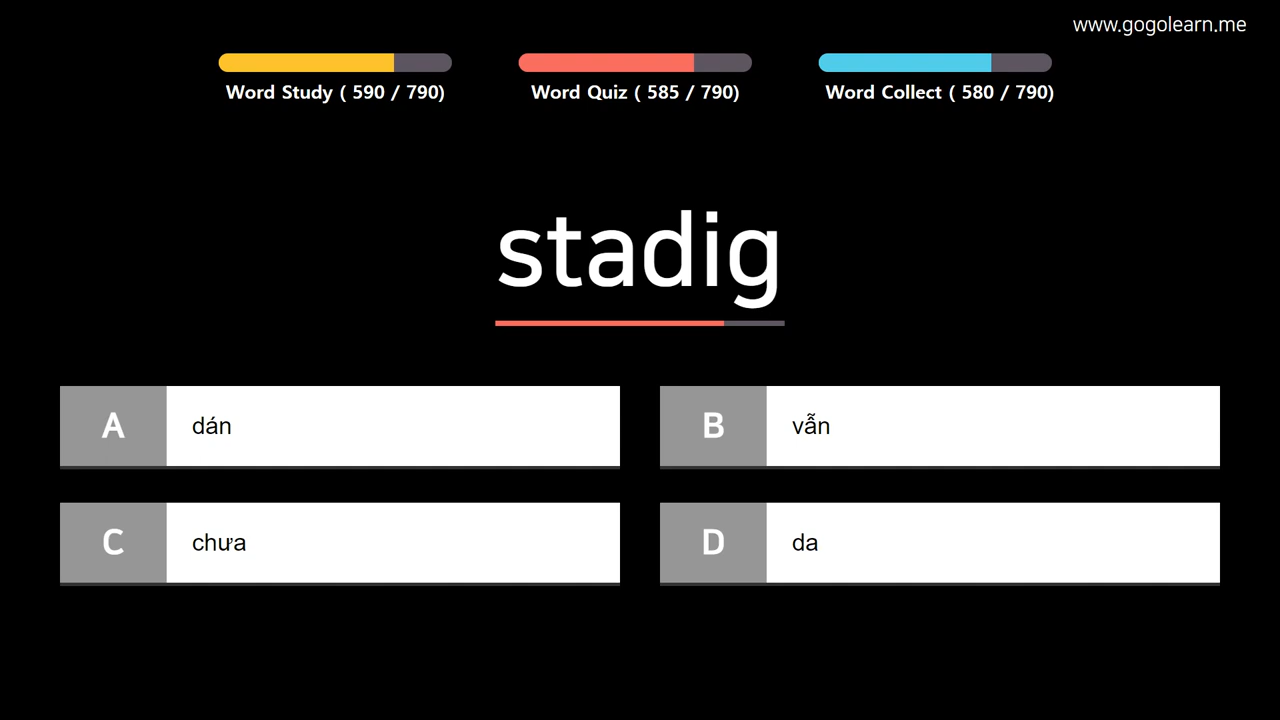 www.gogolearn.me
Word Study ( 590 / 790)
Word Quiz ( 585 / 790)
Word Collect ( 580 / 790)
stadig
A dán
B vẫn
C chưa
D da